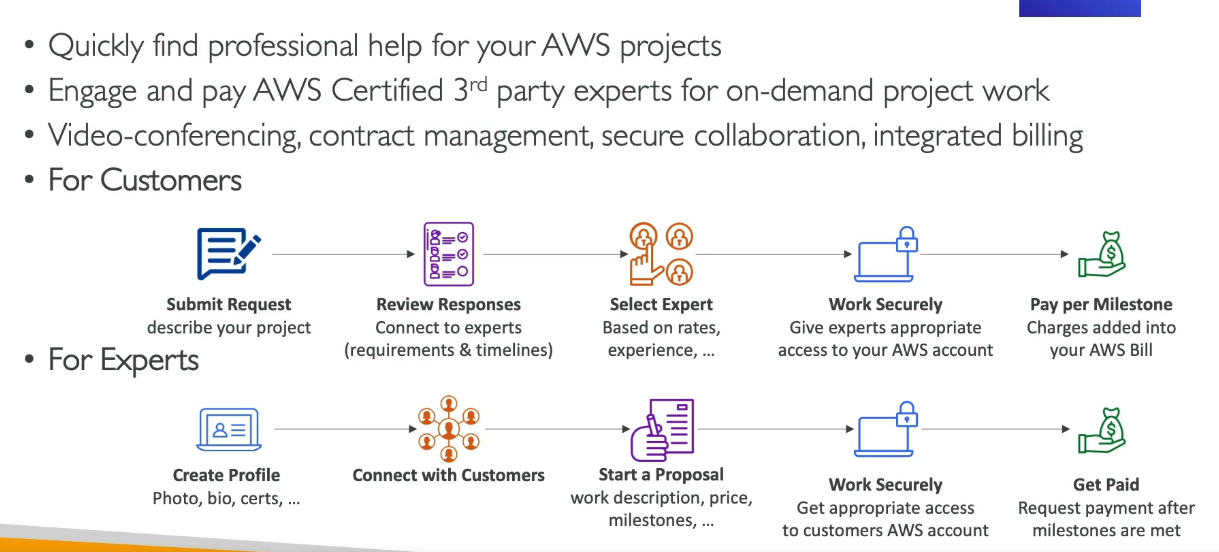 • Quickly find professional help for your AWS projects
• Engage and pay AWS Certified 3rd party experts for on-demand project work
• Video-conferencing, contract management, secure collaboration, integrated billing
• For Customers
Submit Request
describe your project
Review Responses
Connect to experts
(requirements & timelines)
Select Expert
Based on rates,
experience, ...
Work Securely
Give experts appropriate
access to your AWS account
Pay per Milestone
Charges added into
your AWS Bill
• For Experts
Create Profile
Photo, bio, certs, ...
Connect with Customers
Start a Proposal
work description, price,
milestones, ...
Work Securely
Get appropriate access
to customers AWS account
Get Paid
Request payment after
milestones are met